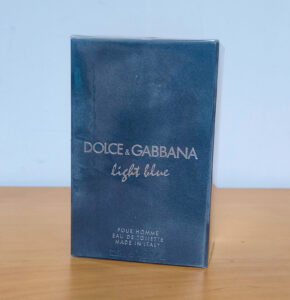 DOLCE & GABBANA
light blue
POUR HOMME
EAU DE TOILETTE
MADE IN ITALY